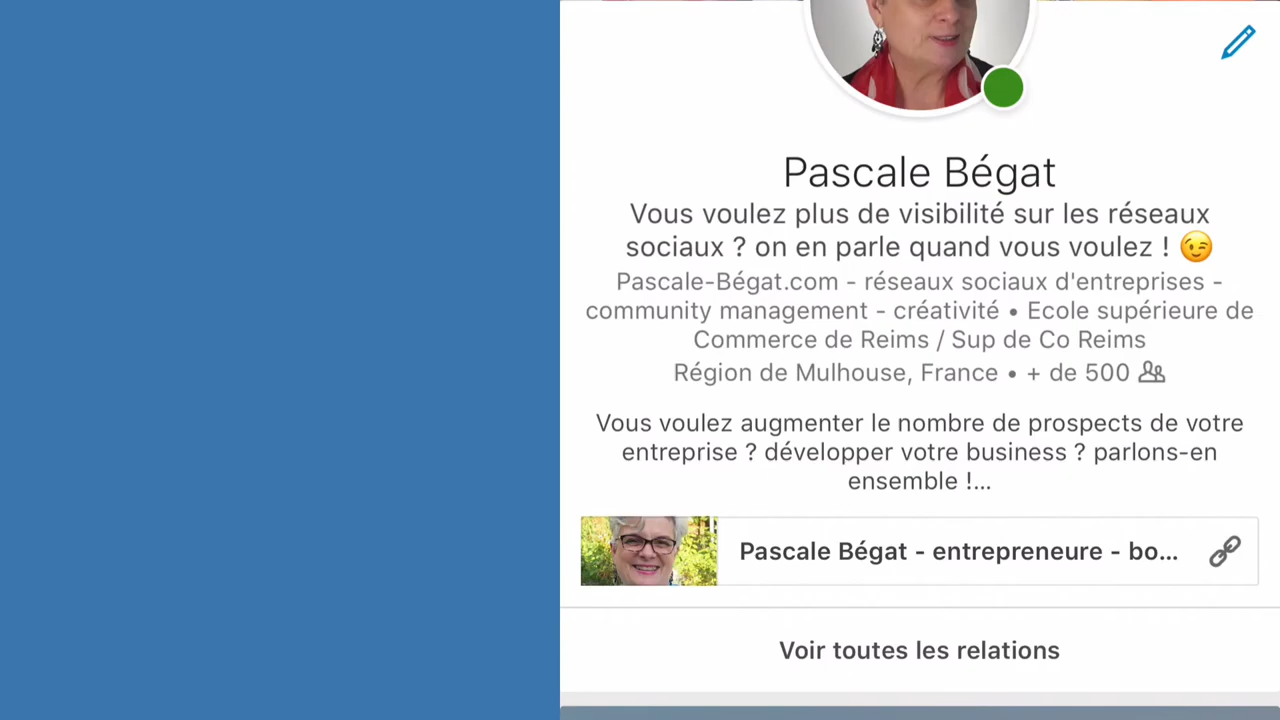 Pascale Bégat
Vous voulez plus de visibilité sur les réseaux
sociaux ? on en parle quand vous voulez ! 😉
Pascale-Bégat.com - réseaux sociaux d'entreprises -
community management - créativité • Ecole supérieure de
Commerce de Reims / Sup de Co Reims
Région de Mulhouse, France • + de 500
Vous voulez augmenter le nombre de prospects de votre
entreprise ? développer votre business ? parlons-en
ensemble !...
Pascale Bégat - entrepreneure - bo...
Voir toutes les relations